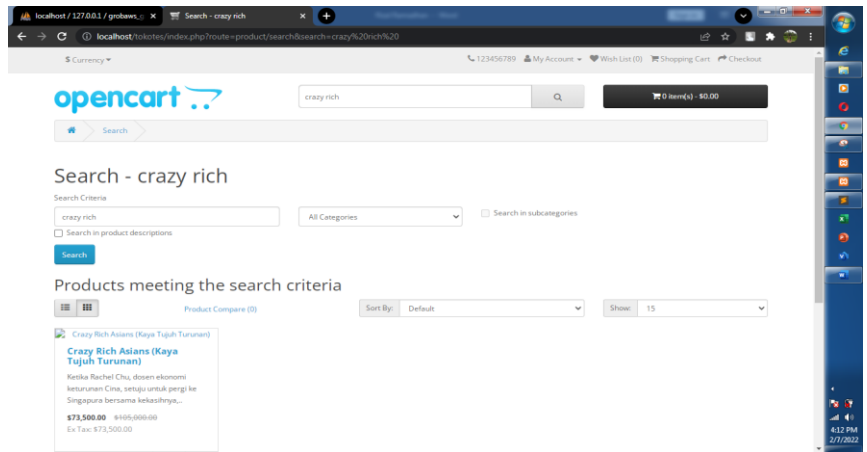 localhost / 127.0.0.1 / grobaws_o
Search - crazy rich
localhost/tokotes/index.php?route=product/search&search=crazy%20rich%20
$ Currency
123456789 My Account Wish List (0) Shopping Cart Checkout
opencart
crazy rich
0 item(s) - $0.00
Search
Search - crazy rich
Search Criteria
crazy rich
All Categories
Search in subcategories
Search in product descriptions
Search
Products meeting the search criteria
Product Compare (0)
Sort By: Default
Show: 15
Crazy Rich Asians (Kaya Tujuh Turunan)
Crazy Rich Asians (Kaya
Tujuh Turunan)
Ketika Rachel Chu, dosen ekonomi
keturunan Cina, setuju untuk pergi ke
Singapura bersama kekasihnya,..
$73,500.00 $105,000.00
Ex Tax: $73,500.00
4:12 PM
2/7/2022